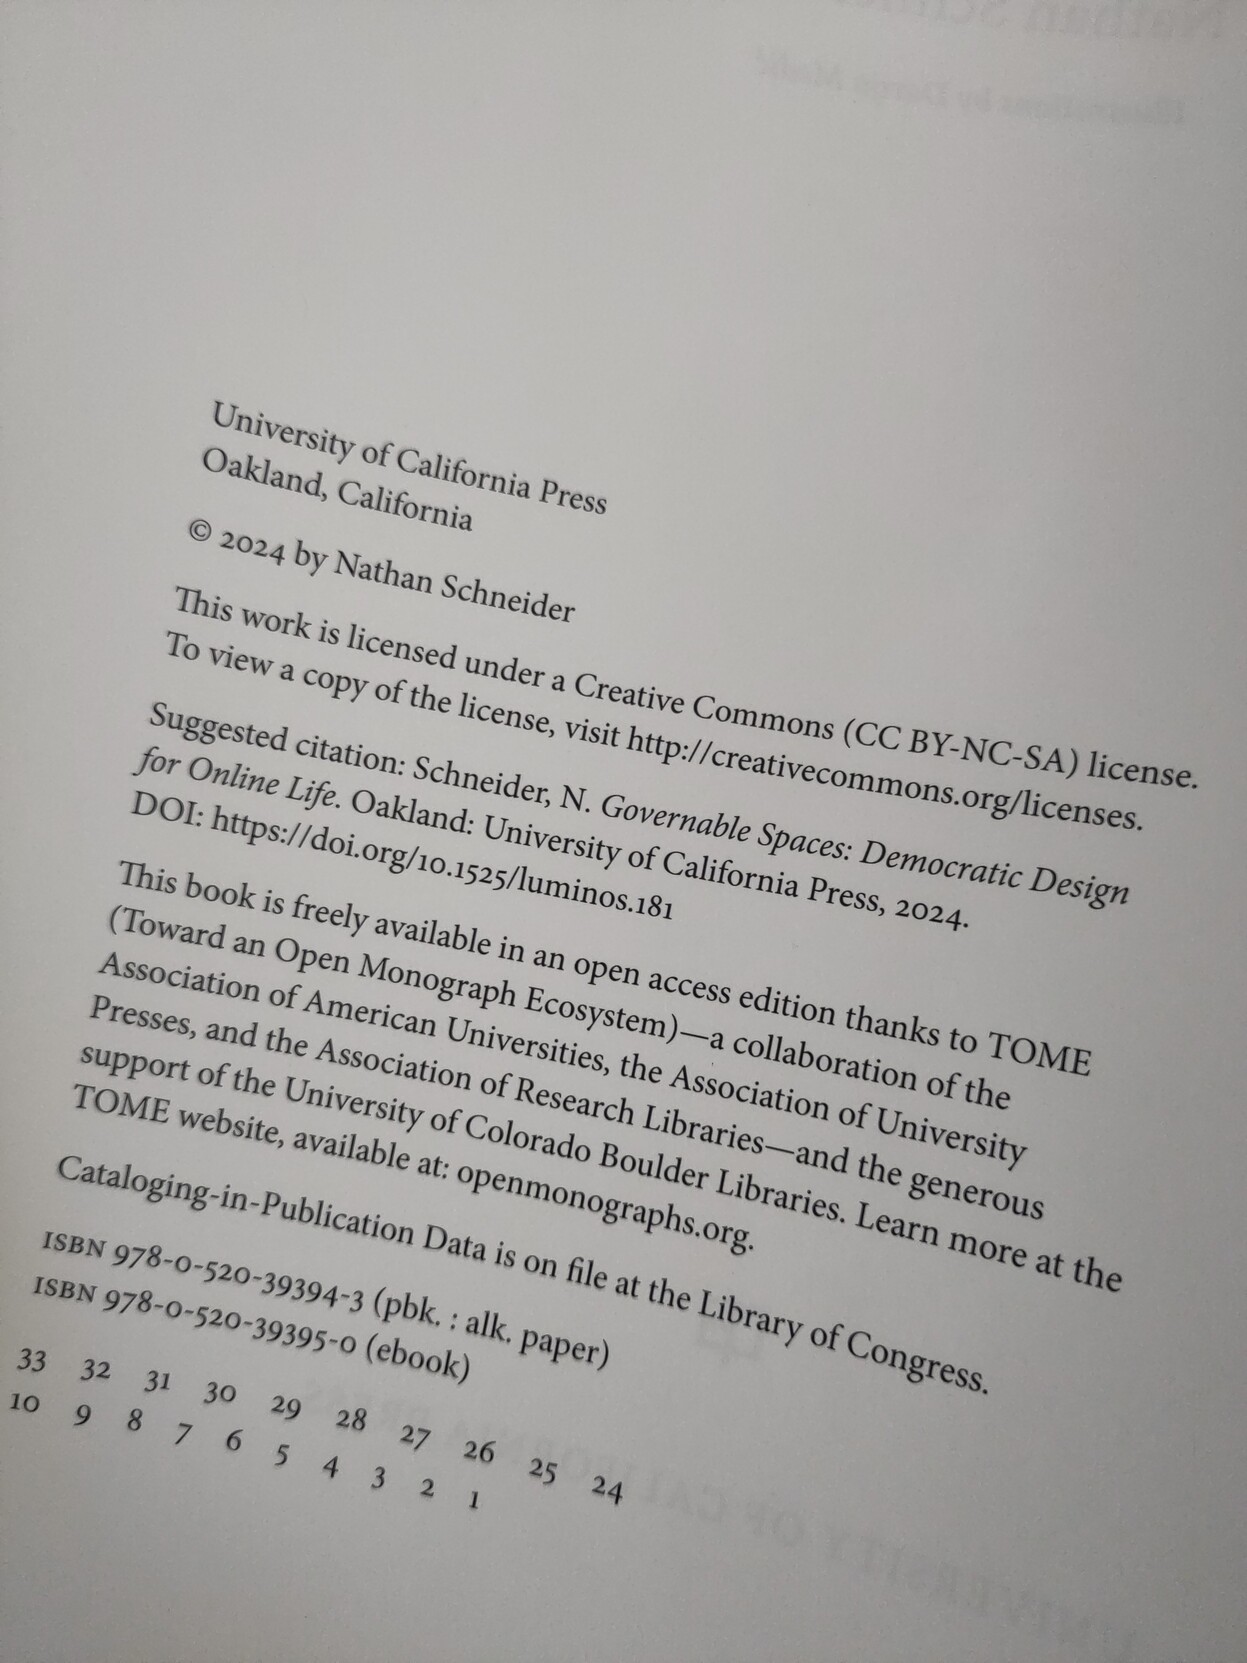 University of California Press
Oakland, California
© 2024 by Nathan Schneider
This work is licensed under a Creative Commons (CC BY-NC-SA) license.
To view a copy of the license, visit http://creativecommons.org/licenses.
Suggested citation: Schneider, N. Governable Spaces: Democratic Design
for Online Life. Oakland: University of California Press, 2024.
DOI: https://doi.org/10.1525/luminos.181
This book is freely available in an open access edition thanks to TOME
(Toward an Open Monograph Ecosystem)—a collaboration of the
Association of American Universities, the Association of University
Presses, and the Association of Research Libraries—and the generous
support of the University of Colorado Boulder Libraries. Learn more at the
TOME website, available at: openmonographs.org.
Cataloging-in-Publication Data is on file at the Library of Congress.
ISBN 978-0-520-39394-3 (pbk. : alk. paper)
ISBN 978-0-520-39395-0 (ebook)
33 32 31 30 29 28 27 26 25 24
10 9 8 7 6 5 4 3 2 1